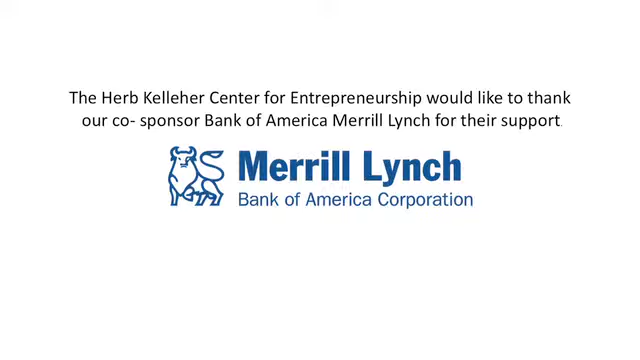 The Herb Kelleher Center for Entrepreneurship would like to thank
our co- sponsor Bank of America Merrill Lynch for their support.
Merrill Lynch
Bank of America Corporation